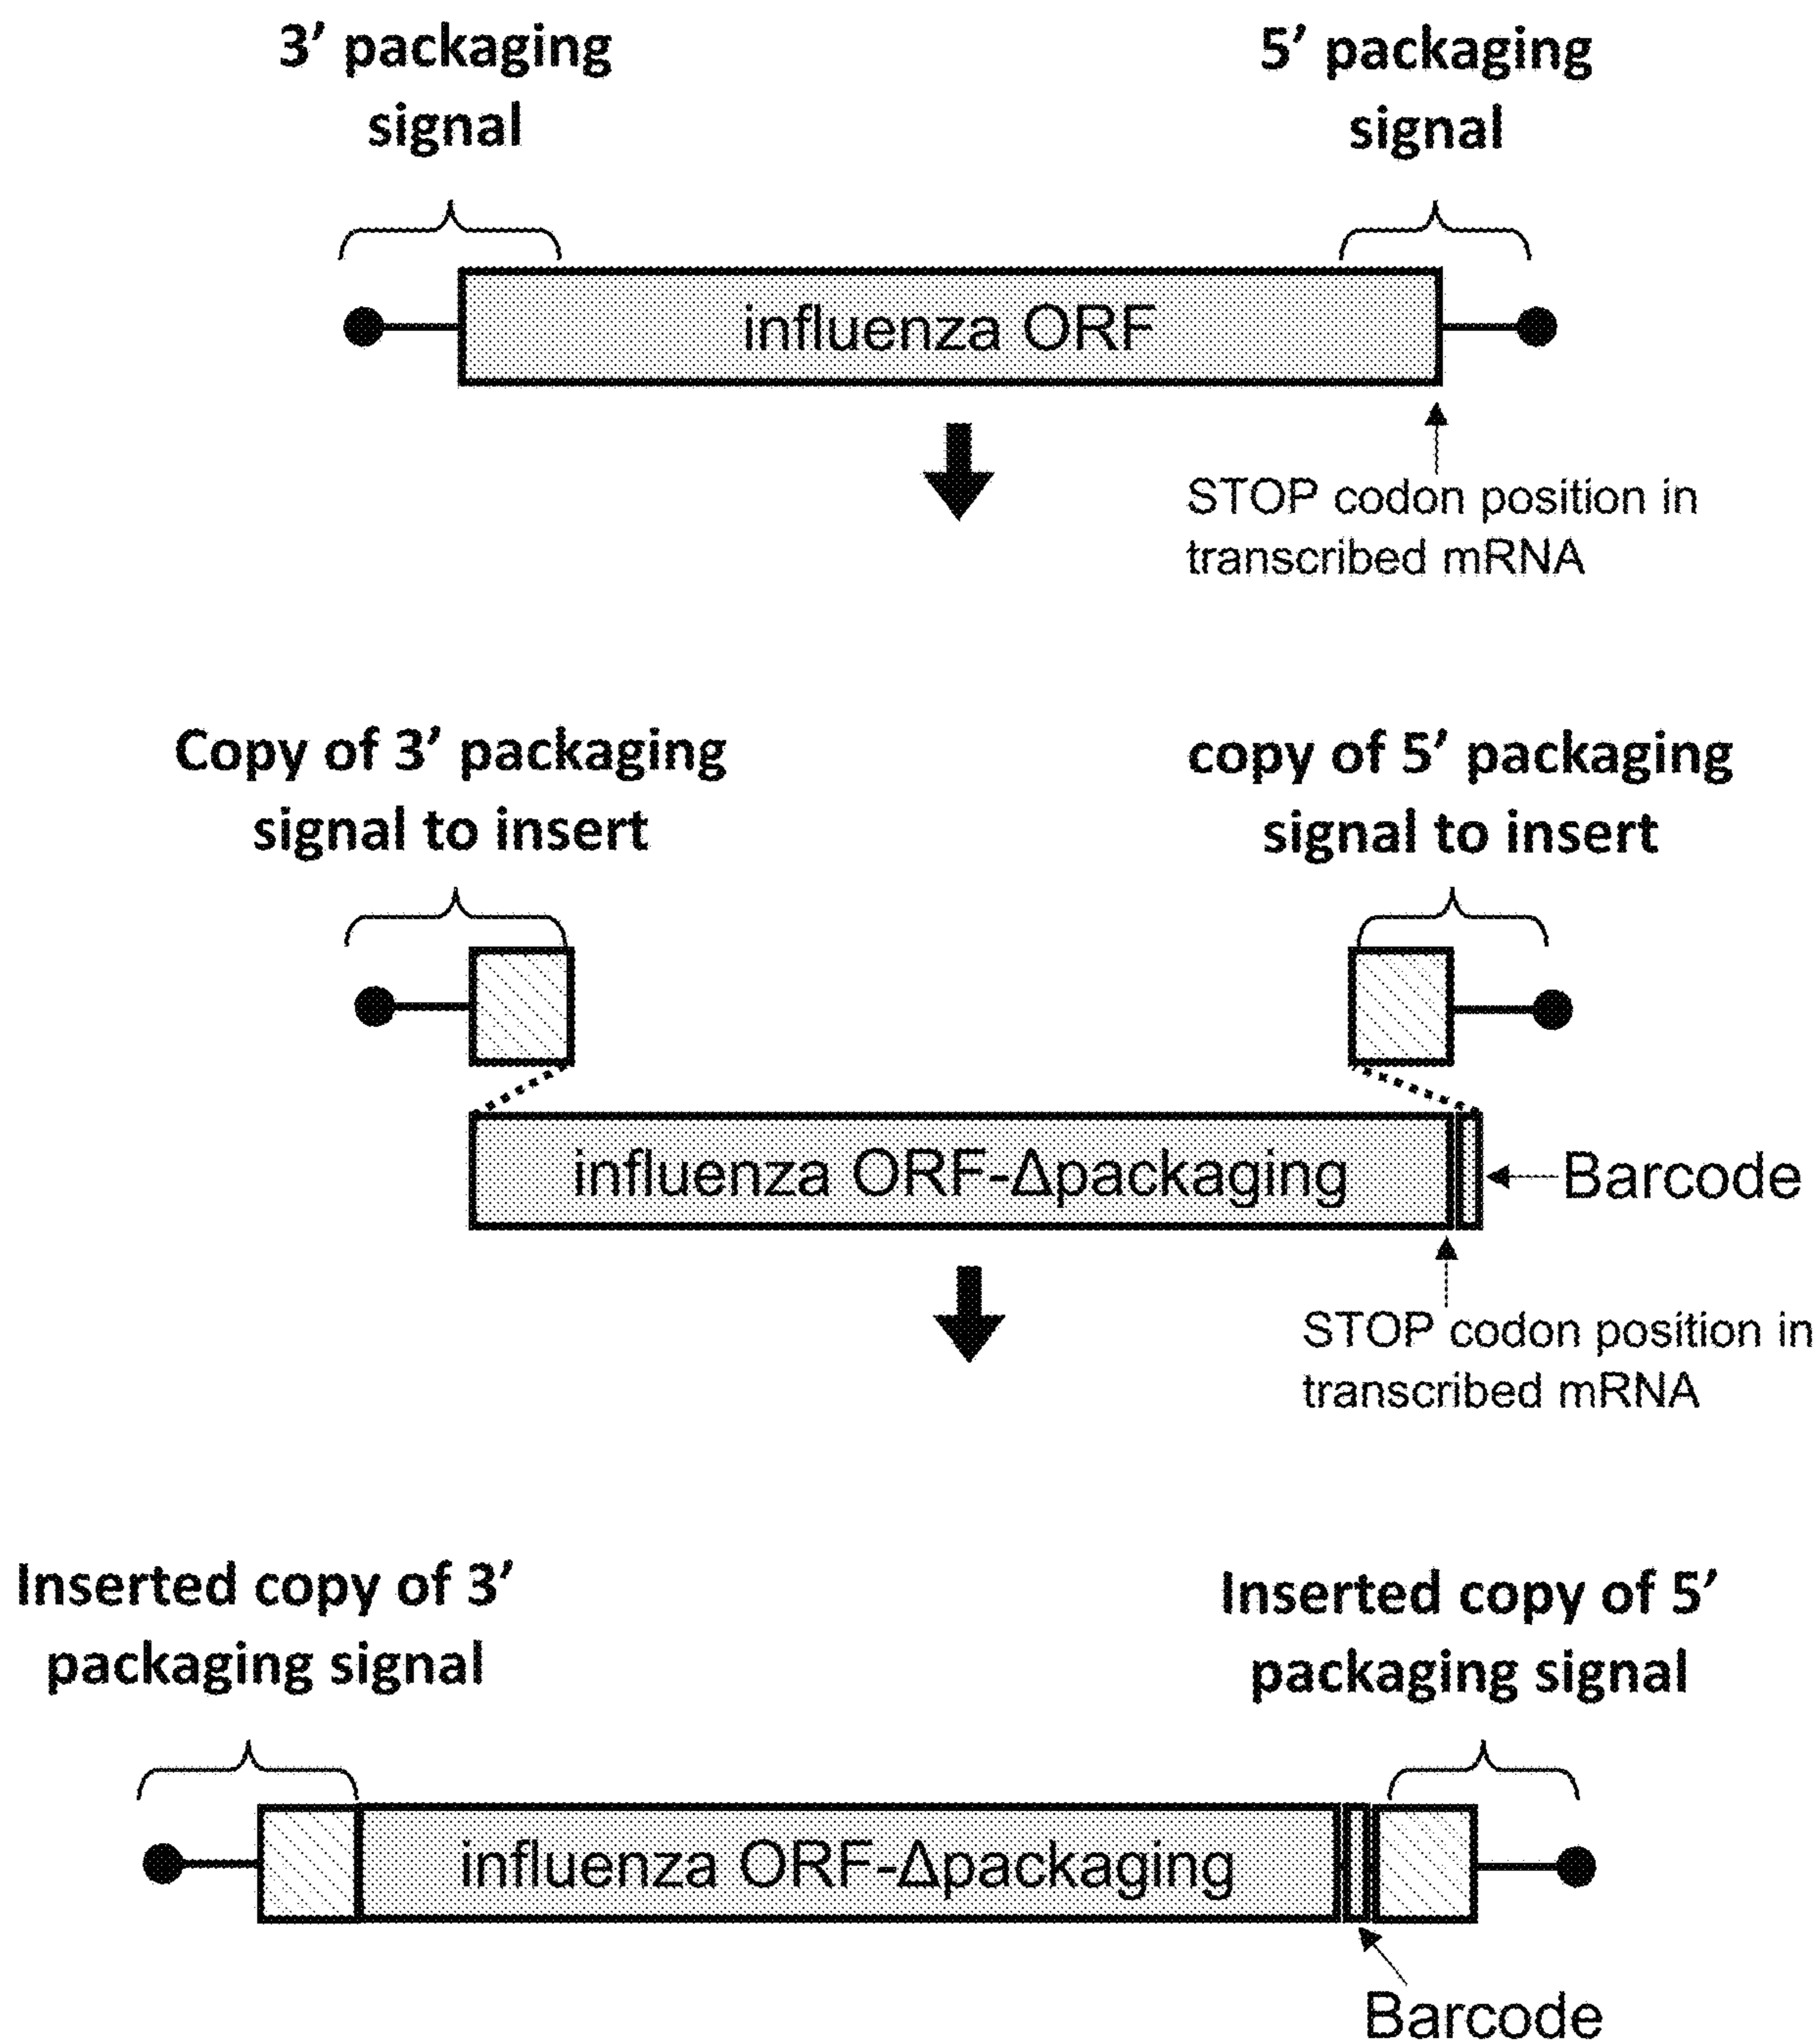 3’ packaging
signal
5’ packaging
signal
influenza ORF
STOP codon position in
transcribed mRNA
Copy of 3’ packaging
signal to insert
copy of 5’ packaging
signal to insert
influenza ORF-Δpackaging
Barcode
STOP codon position in
transcribed mRNA
Inserted copy of 3’
packaging signal
Inserted copy of 5’
packaging signal
influenza ORF-Δpackaging
Barcode